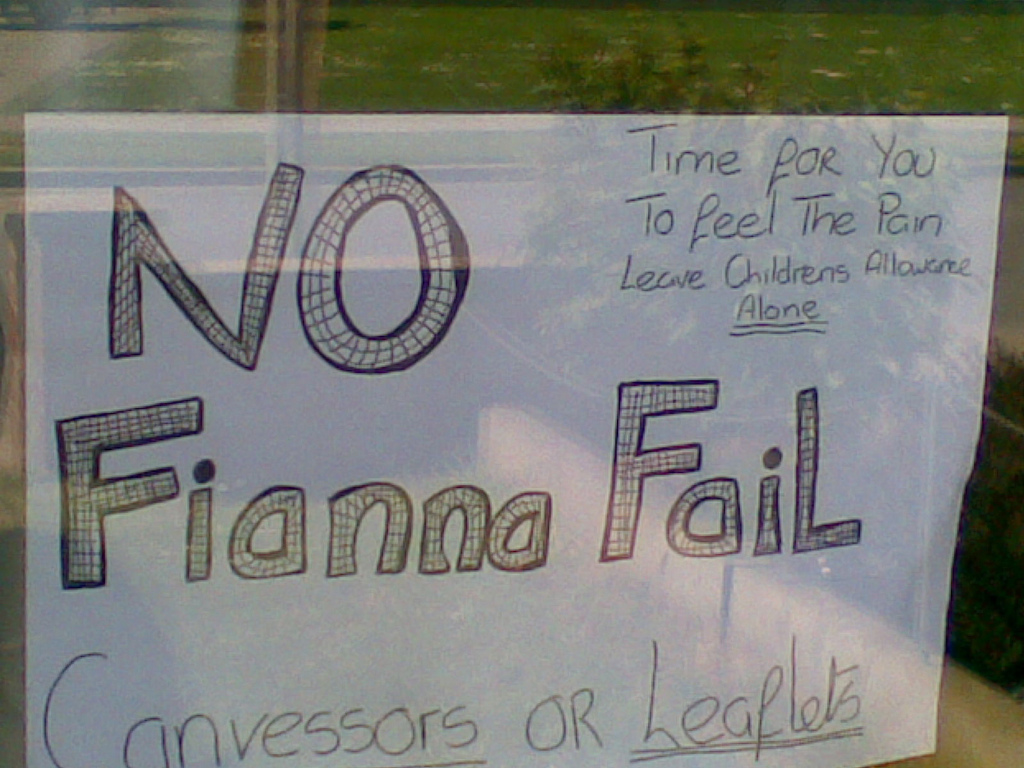 NO
Time for You
To feel The Pain
Leave Childrens Allowance
Alone
Fianna Fail
Canvessors OR Leaflets